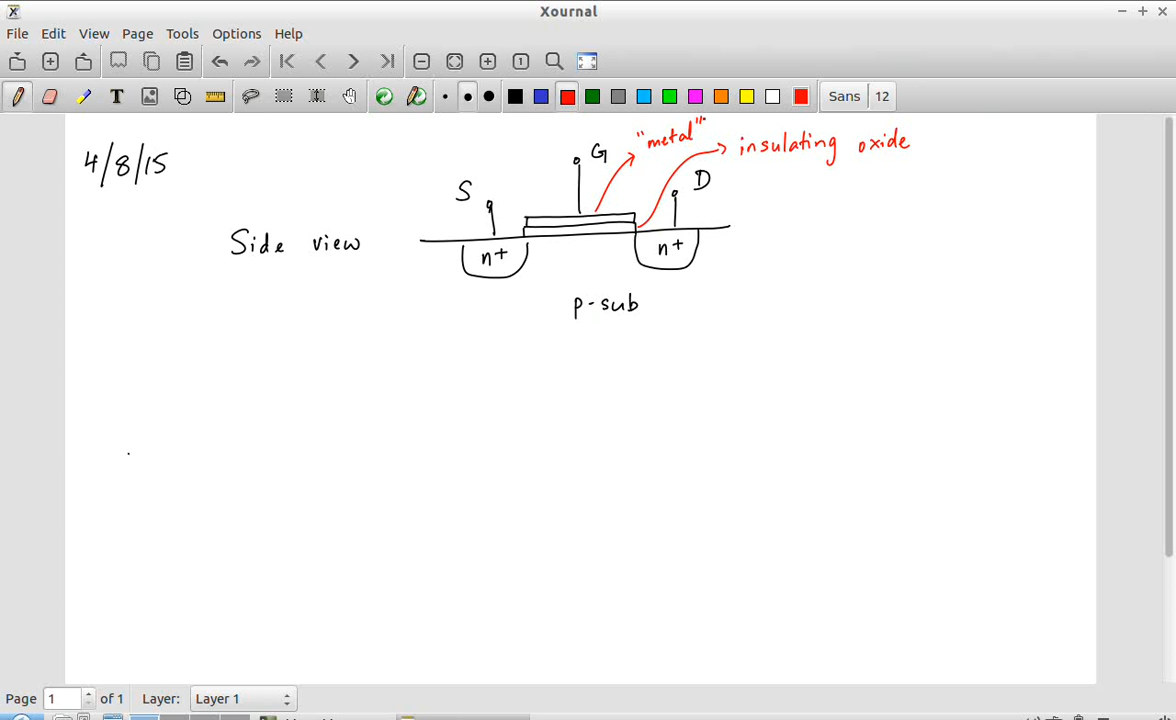 Xournal
File Edit View Page Tools Options Help
Sans 12
4/8/15
"metal"
insulating oxide
G
S
D
Side view
n+
n+
p-sub
Page 1 of 1 Layer: Layer 1